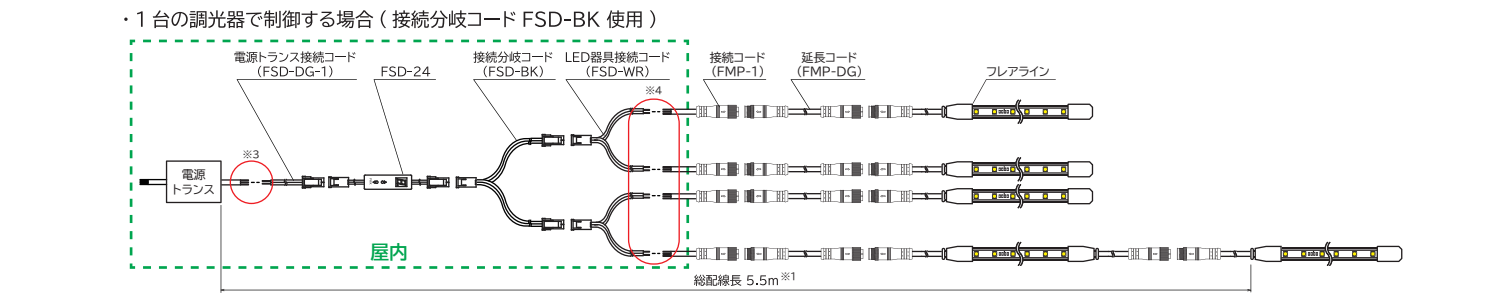 ・1 台の調光器で制御する場合 ( 接続分岐コード FSD-BK 使用 )
電源トランス接続コード
(FSD-DG-1)
FSD-24
接続分岐コード
(FSD-BK)
LED器具接続コード
(FSD-WR)
接続コード
(FMP-1)
延長コード
(FMP-DG)
フレアライン
※4
※3
電源
トランス
屋内
総配線長 5.5m※1